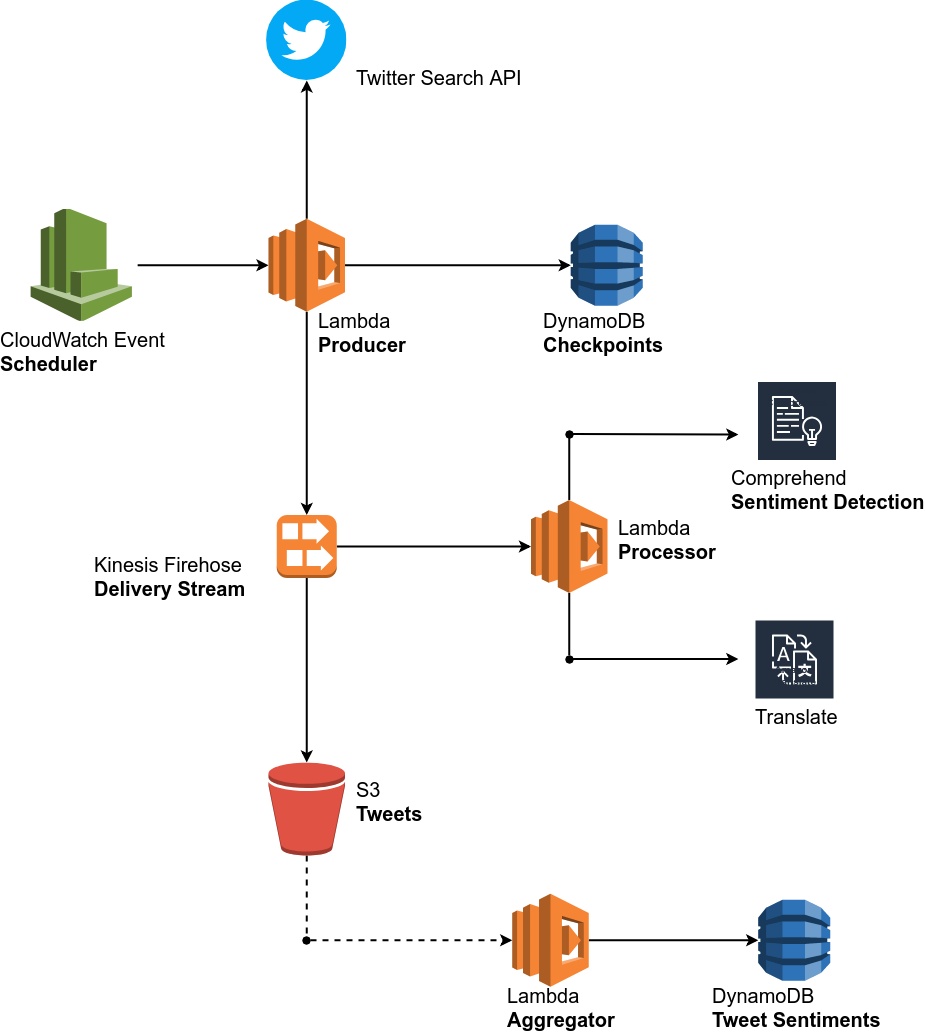 Twitter Search API
CloudWatch Event
Scheduler
Lambda
Producer
DynamoDB
Checkpoints
Comprehend
Sentiment Detection
Lambda
Processor
Kinesis Firehose
Delivery Stream
A
Translate
S3
Tweets
Lambda
Aggregator
DynamoDB
Tweet Sentiments